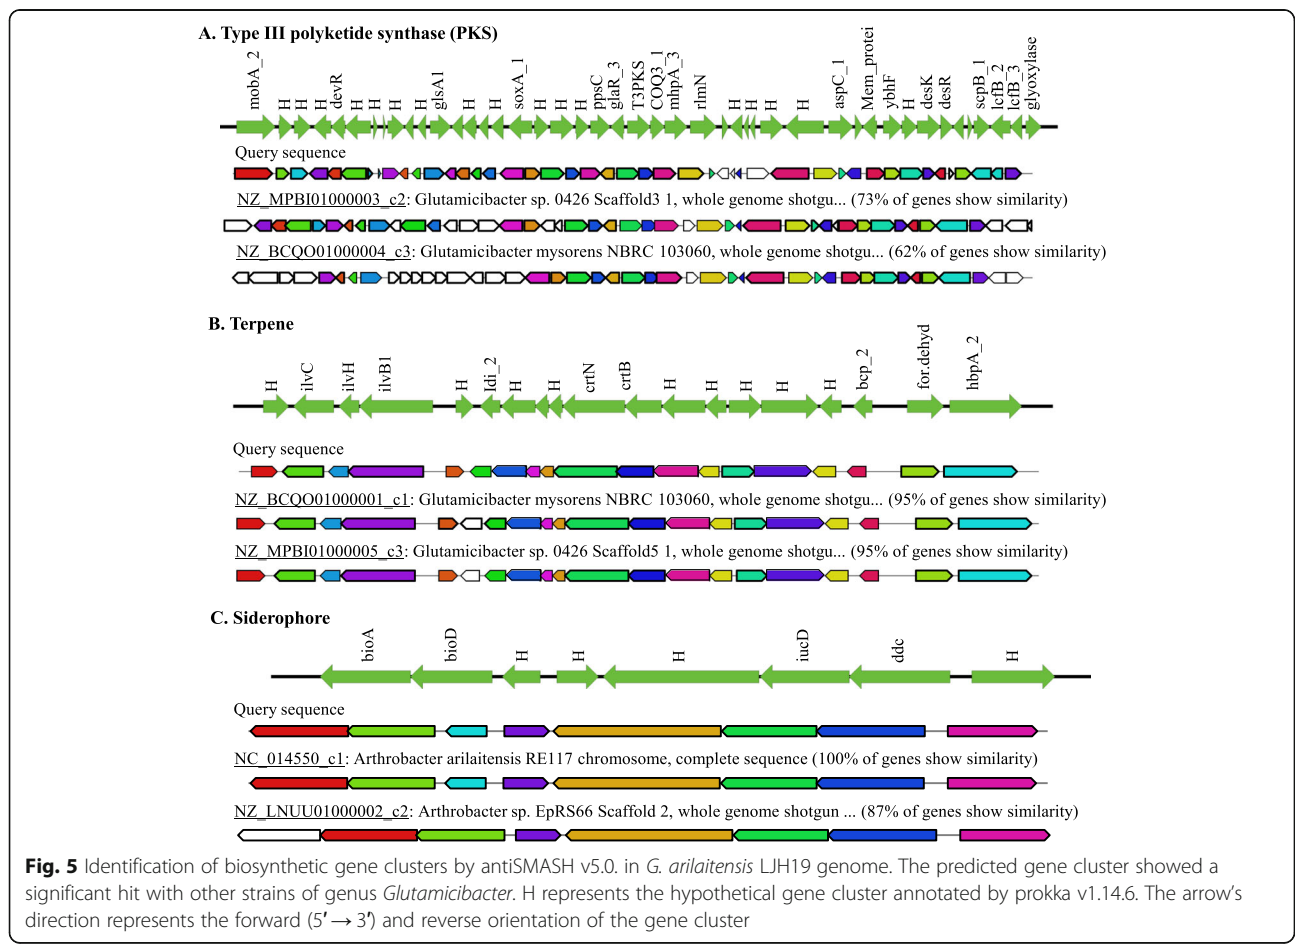 A. Type III polyketide synthase (PKS)
mobA_2 H H H devR H H H H glsA1 H H H soxA_1 H H H ppsC glaR_3 T3PKS COQ3_1 mhpA_3 rlmN H H H H aspC_1 Mem_protei ybhF H desK desR scpB_1 lcfB_2 lcfB_3 glyoxylase
Query sequence
NZ_MPBI01000003_c2: Glutamicibacter sp. 0426 Scaffold3 1, whole genome shotgu... (73% of genes show similarity)
NZ_BCQO01000004_c3: Glutamicibacter mysorens NBRC 103060, whole genome shotgu... (62% of genes show similarity)
B. Terpene
H ilvC ilvH ilvB1 H Idi_2 H H crtN crtB H H H H H bcp_2 for.dehyd hbpA_2
Query sequence
NZ_BCQO01000001_c1: Glutamicibacter mysorens NBRC 103060, whole genome shotgu... (95% of genes show similarity)
NZ_MPBI01000005_c3: Glutamicibacter sp. 0426 Scaffold5 1, whole genome shotgu... (95% of genes show similarity)
C. Siderophore
bioA bioD H H H iucD ddc H
Query sequence
NC_014550_c1: Arthrobacter arilaitensis RE117 chromosome, complete sequence (100% of genes show similarity)
NZ_LNUU01000002_c2: Arthrobacter sp. EpRS66 Scaffold 2, whole genome shotgun ... (87% of genes show similarity)
Fig. 5 Identification of biosynthetic gene clusters by antiSMASH v5.0. in G. arilaitensis LJH19 genome. The predicted gene cluster showed a
significant hit with other strains of genus Glutamicibacter. H represents the hypothetical gene cluster annotated by prokka v1.14.6. The arrow's
direction represents the forward (5′ → 3′) and reverse orientation of the gene cluster